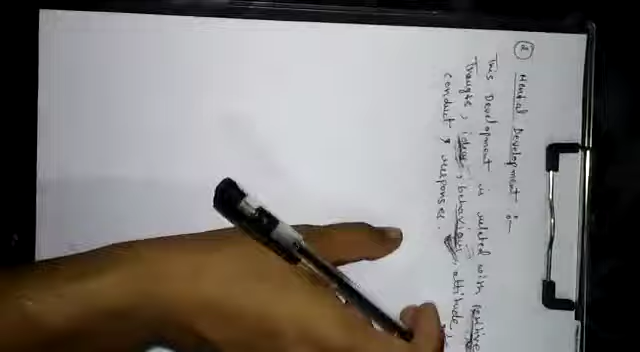 ② Mental Development :-
This Development is related with
Thoughts, ideas, behaviour, attitude,
conduct, responses.